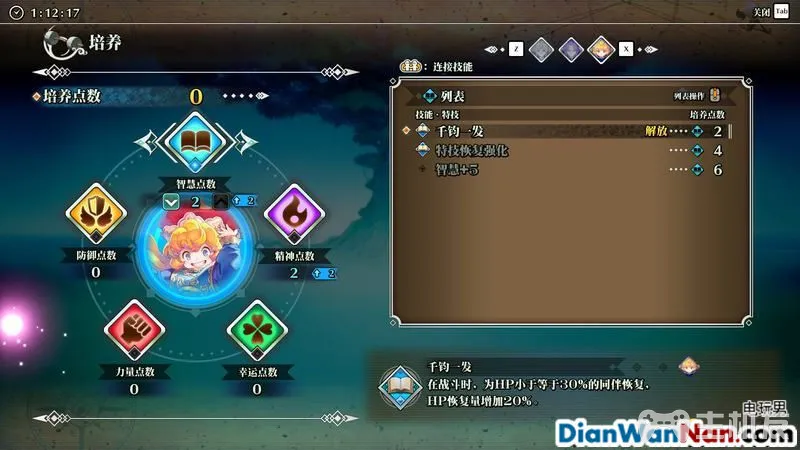 1:12:17
关闭 Tab
培养
Z X
：连接技能
培养点数 0
列表 列表操作
技能·特技 培养点数
千钧一发 解放 2
特技恢复强化 4
智慧+5 6
智慧点数
2 2
防御点数
0
精神点数
2 2
力量点数
0
幸运点数
0
千钧一发
在战斗时，为HP小于等于30%的同伴恢复，
HP恢复量增加20%。
电玩男
DianWanNan.com